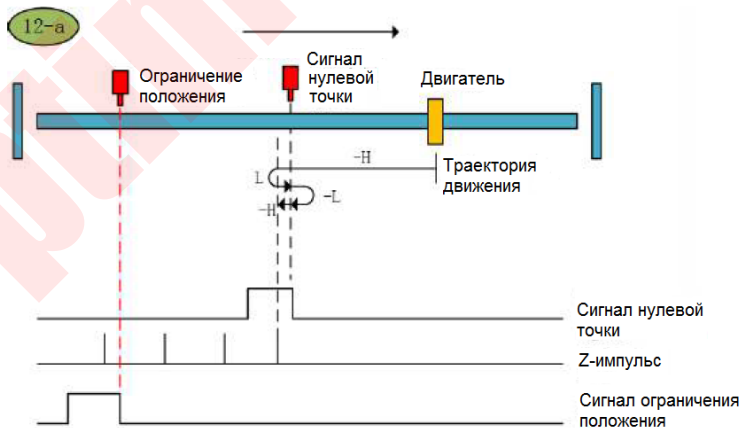 12-a
Сигнал
нулевой
точки
Ограничение
положения
Двигатель
-H
Траектория
движения
L
-L
-H
Сигнал нулевой
точки
Z-импульс
Сигнал ограничения
положения